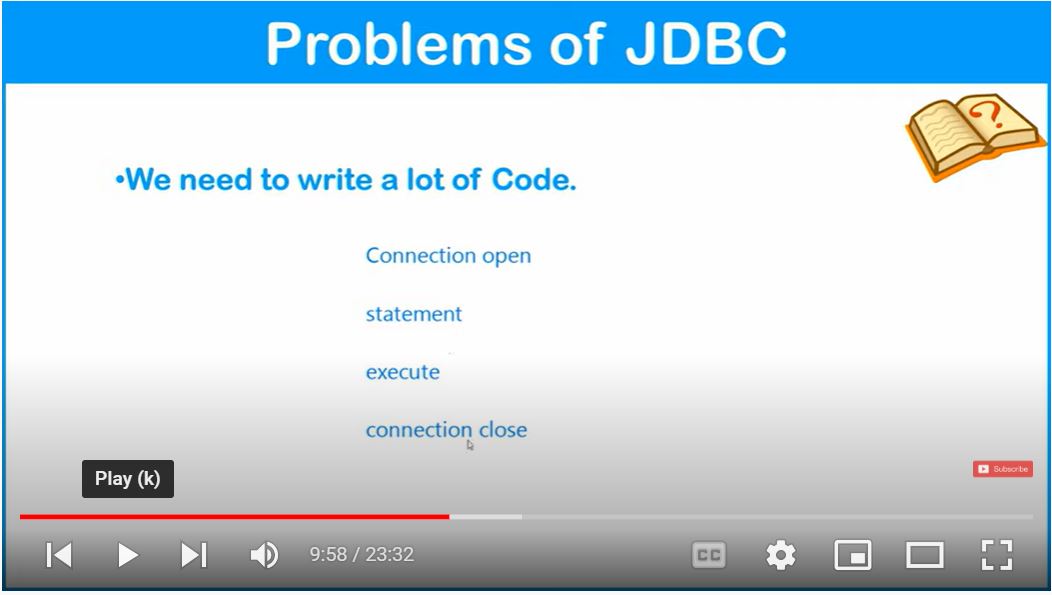 Problems of JDBC
•We need to write a lot of Code.
Connection open
statement
execute
connection close
Subscribe
Play (k)
9:58 / 23:32
CC